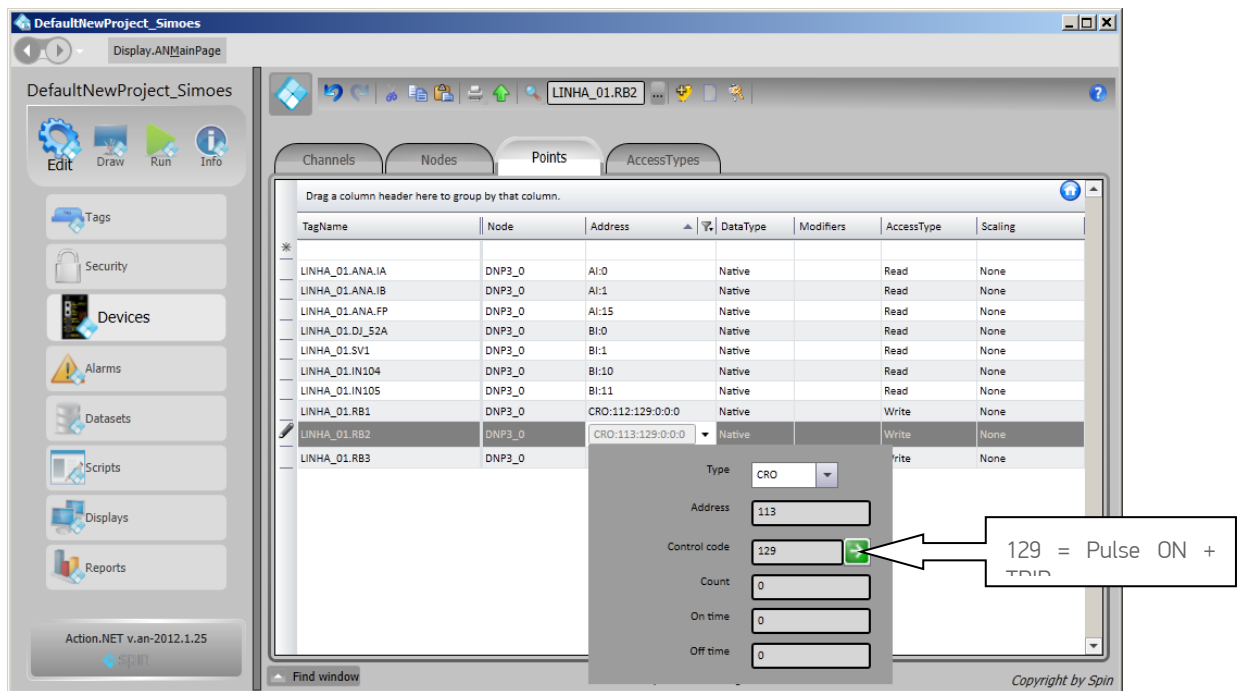 DefaultNewProject_Simoes
Display.ANMainPage
DefaultNewProject_Simoes
Edit Draw Run Info
LINHA_01.RB2 ...
Channels Nodes Points AccessTypes
Drag a column header here to group by that column.
TagName Node Address DataType Modifiers AccessType Scaling
LINHA_01.ANA.IA DNP3_0 AI:0 Native Read None
LINHA_01.ANA.IB DNP3_0 AI:1 Native Read None
LINHA_01.ANA.FP DNP3_0 AI:15 Native Read None
LINHA_01.DJ_52A DNP3_0 BI:0 Native Read None
LINHA_01.SV1 DNP3_0 BI:1 Native Read None
LINHA_01.IN104 DNP3_0 BI:10 Native Read None
LINHA_01.IN105 DNP3_0 BI:11 Native Read None
LINHA_01.RB1 DNP3_0 CRO:112:129:0:0:0 Native Write None
LINHA_01.RB2 DNP3_0 CRO:113:129:0:0:0 Native Write None
LINHA_01.RB3 DNP3_0 Write None
Type CRO
Address 113
Control code 129
Count 0
On time 0
Off time 0
129 = Pulse ON +
TRIP
Tags
Security
Devices
Alarms
Datasets
Scripts
Displays
Reports
Action.NET v.an-2012.1.25
spin
Find window
Copyright by Spin